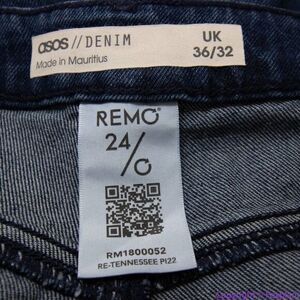 asos // DENIM
Made in Mauritius
UK
36/32
REMO
24
/O
RM1800052
RE-TENNESSEE PI22